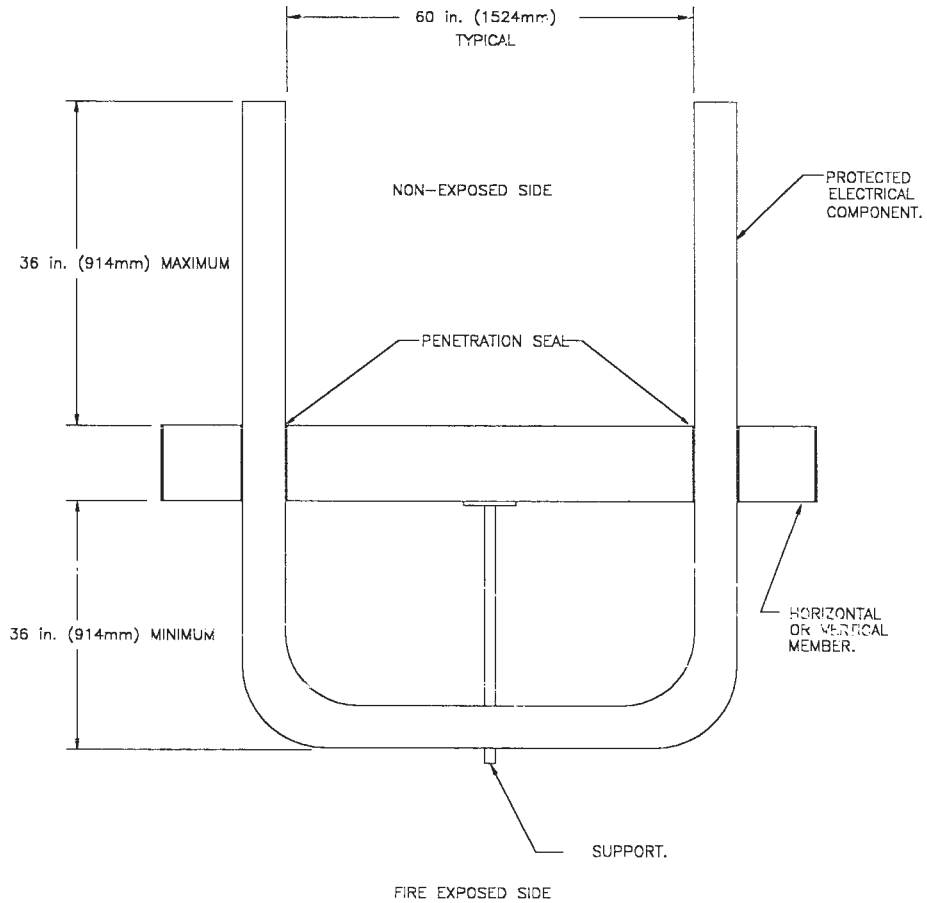 60 in. (1524mm)
TYPICAL
NON-EXPOSED SIDE
PROTECTED
ELECTRICAL
COMPONENT.
36 in. (914mm) MAXIMUM
PENETRATION SEAL
36 in. (914mm) MINIMUM
HORIZONTAL
OR VERTICAL
MEMBER.
SUPPORT.
FIRE EXPOSED SIDE